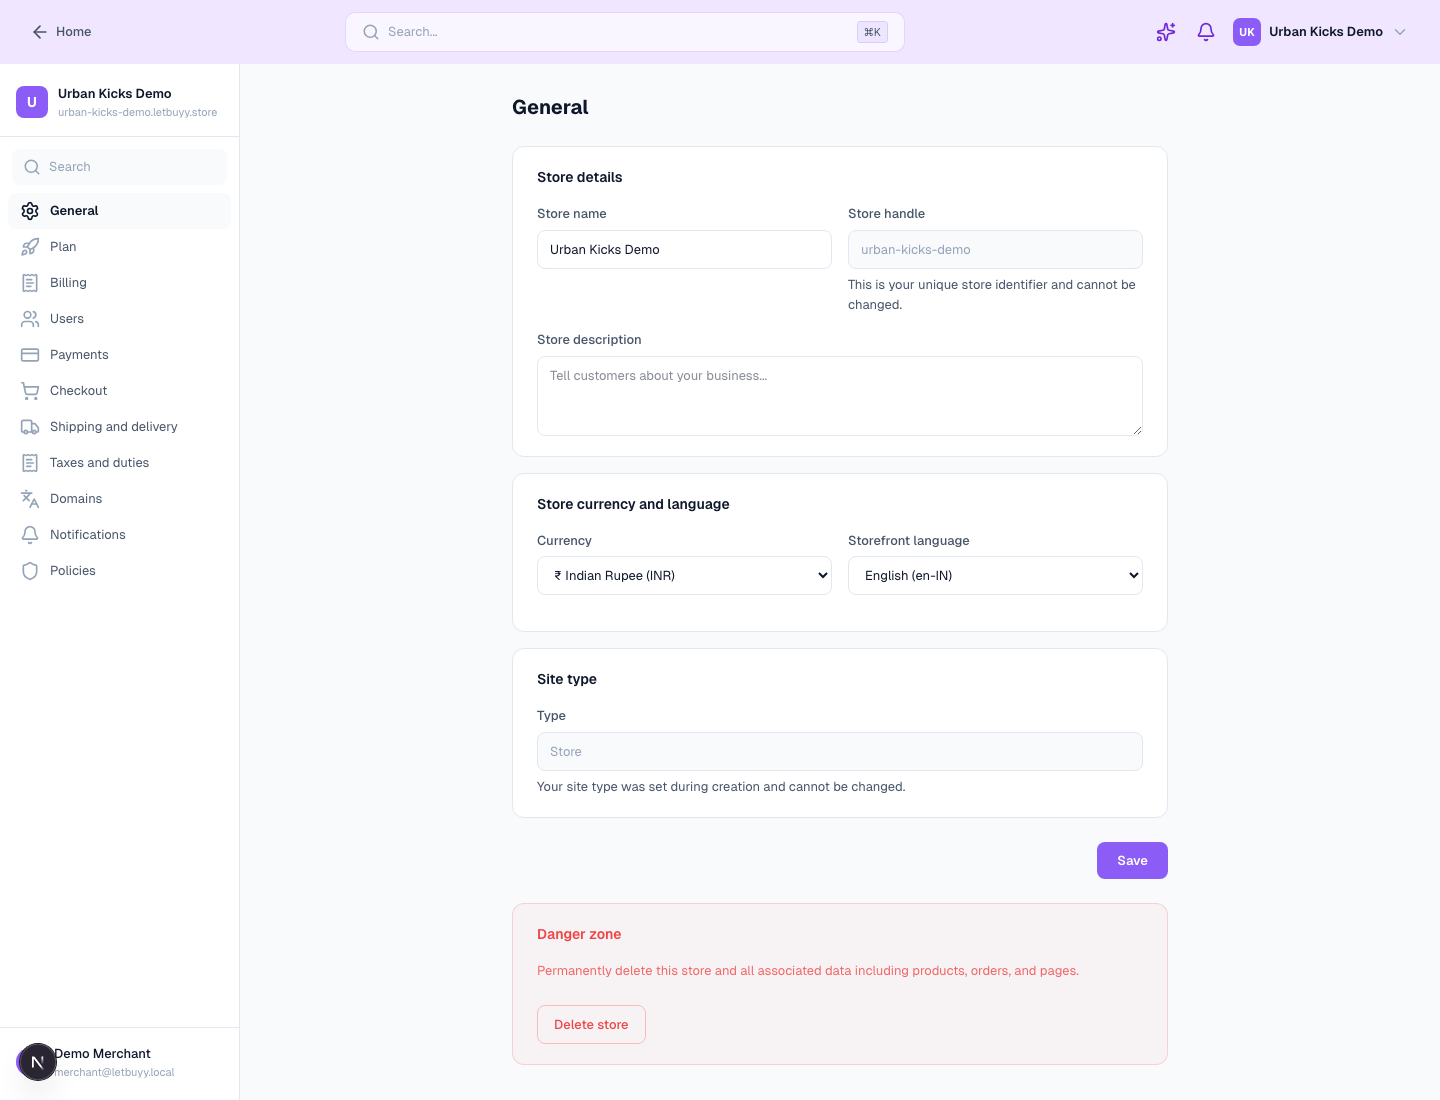 Home
Search...
⌘K
UK
Urban Kicks Demo
U
Urban Kicks Demo
urban-kicks-demo.letbuyy.store
Search
General
Plan
Billing
Users
Payments
Checkout
Shipping and delivery
Taxes and duties
Domains
Notifications
Policies
N
Demo Merchant
merchant@letbuyy.local
General
Store details
Store name
Store handle
Urban Kicks Demo
urban-kicks-demo
This is your unique store identifier and cannot be
changed.
Store description
Tell customers about your business...
Store currency and language
Currency
Storefront language
₹ Indian Rupee (INR)
English (en-IN)
Site type
Type
Store
Your site type was set during creation and cannot be changed.
Save
Danger zone
Permanently delete this store and all associated data including products, orders, and pages.
Delete store